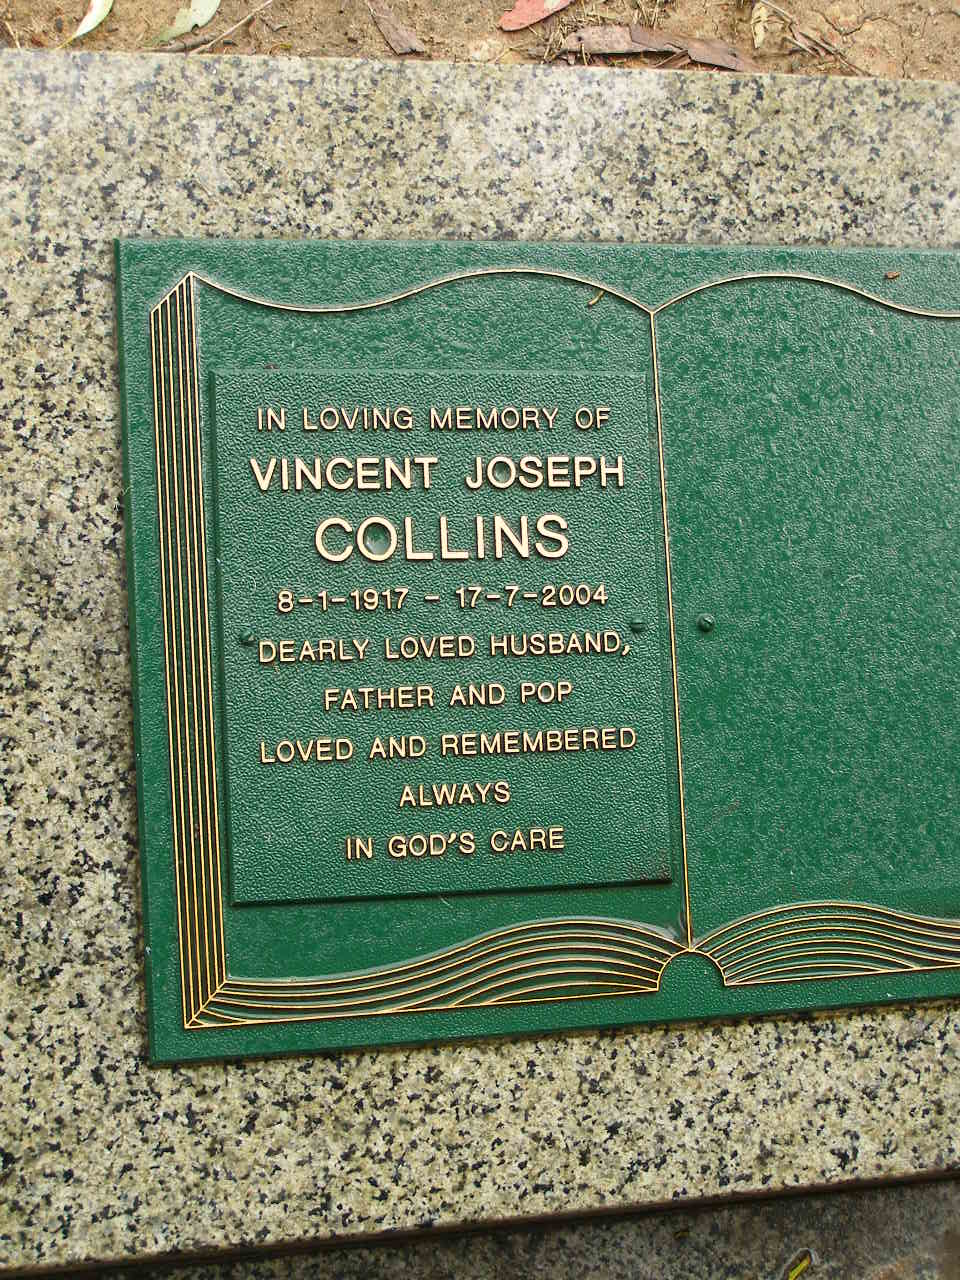 IN LOVING MEMORY OF
VINCENT JOSEPH
COLLINS
8-1-1917 - 17-7-2004
DEARLY LOVED HUSBAND,
FATHER AND POP
LOVED AND REMEMBERED
ALWAYS
IN GOD'S CARE